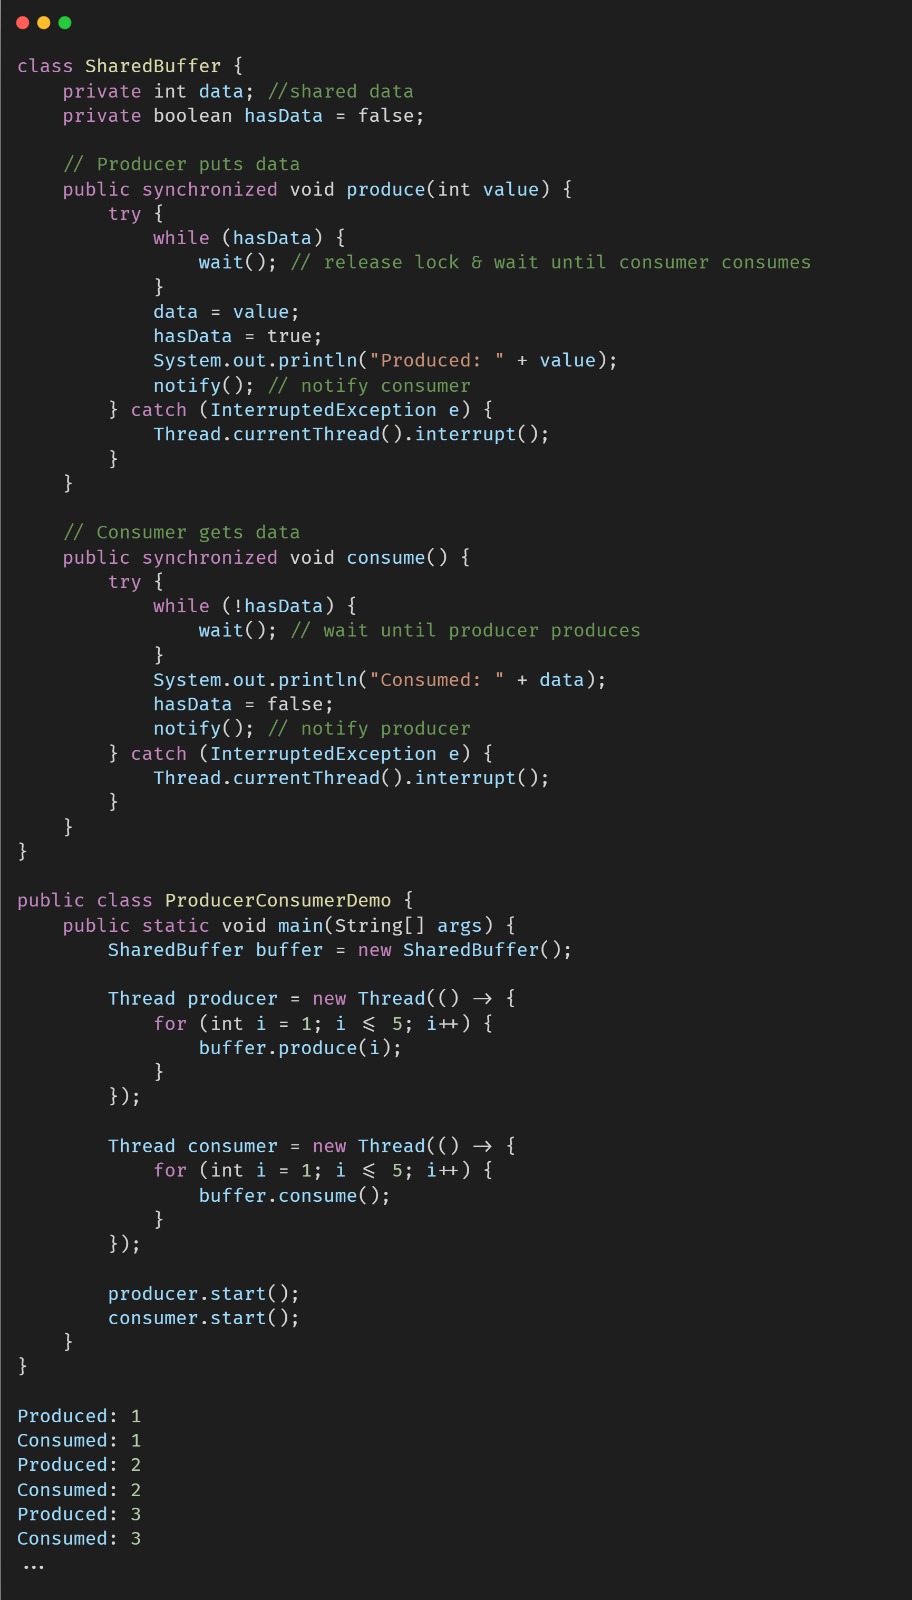 class SharedBuffer {
    private int data; //shared data
    private boolean hasData = false;

    // Producer puts data
    public synchronized void produce(int value) {
        try {
            while (hasData) {
                wait(); // release lock & wait until consumer consumes
            }
            data = value;
            hasData = true;
            System.out.println("Produced: " + value);
            notify(); // notify consumer
        } catch (InterruptedException e) {
            Thread.currentThread().interrupt();
        }
    }

    // Consumer gets data
    public synchronized void consume() {
        try {
            while (!hasData) {
                wait(); // wait until producer produces
            }
            System.out.println("Consumed: " + data);
            hasData = false;
            notify(); // notify producer
        } catch (InterruptedException e) {
            Thread.currentThread().interrupt();
        }
    }
}

public class ProducerConsumerDemo {
    public static void main(String[] args) {
        SharedBuffer buffer = new SharedBuffer();

        Thread producer = new Thread(() -> {
            for (int i = 1; i <= 5; i++) {
                buffer.produce(i);
            }
        });

        Thread consumer = new Thread(() -> {
            for (int i = 1; i <= 5; i++) {
                buffer.consume();
            }
        });

        producer.start();
        consumer.start();
    }
}

Produced: 1
Consumed: 1
Produced: 2
Consumed: 2
Produced: 3
Consumed: 3
...